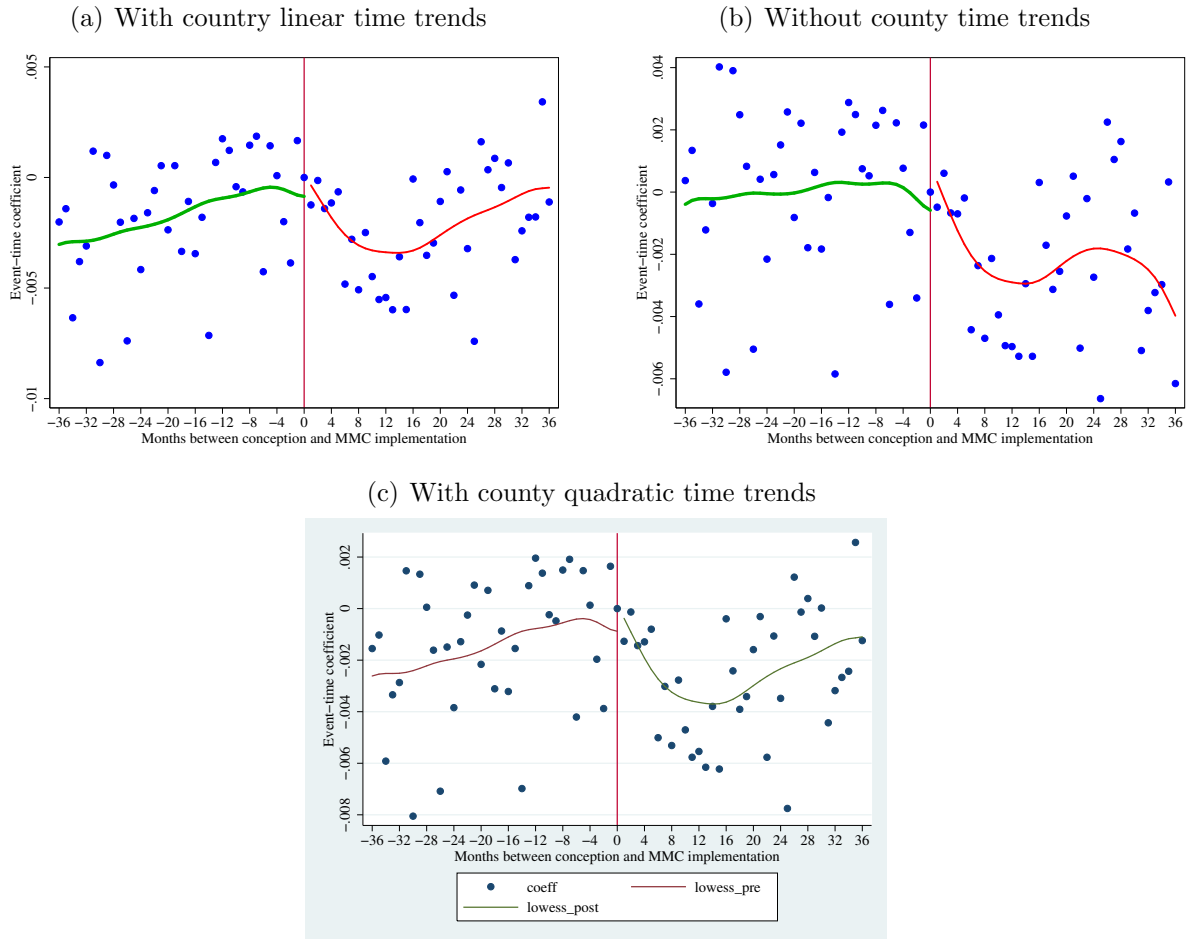 (a) With country linear time trends
.005
0
-.005
-.01
Event-time coefficient
-36 -32 -28 -24 -20 -16 -12 -8 -4 0 4 8 12 16 20 24 28 32 36
Months between conception and MMC implementation
(b) Without county time trends
.004
.002
0
-.002
-.004
-.006
Event-time coefficient
-36 -32 -28 -24 -20 -16 -12 -8 -4 0 4 8 12 16 20 24 28 32 36
Months between conception and MMC implementation
(c) With county quadratic time trends
.002
0
-.002
-.004
-.006
-.008
Event-time coefficient
-36 -32 -28 -24 -20 -16 -12 -8 -4 0 4 8 12 16 20 24 28 32 36
Months between conception and MMC implementation
coeff lowess_pre
lowess_post